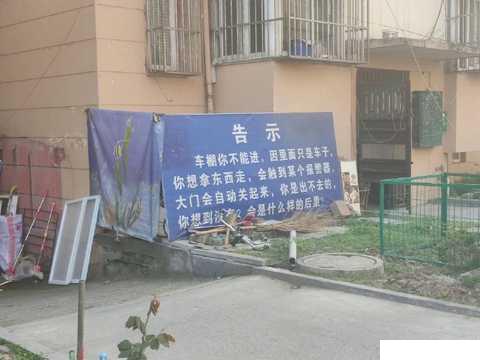 告示
车棚你不能进，因里面只是车子，
你想拿东西走，会触到某个报警器，
大门会自动关起来，你是出不去的，
你想到没有？会是什么样的后果。